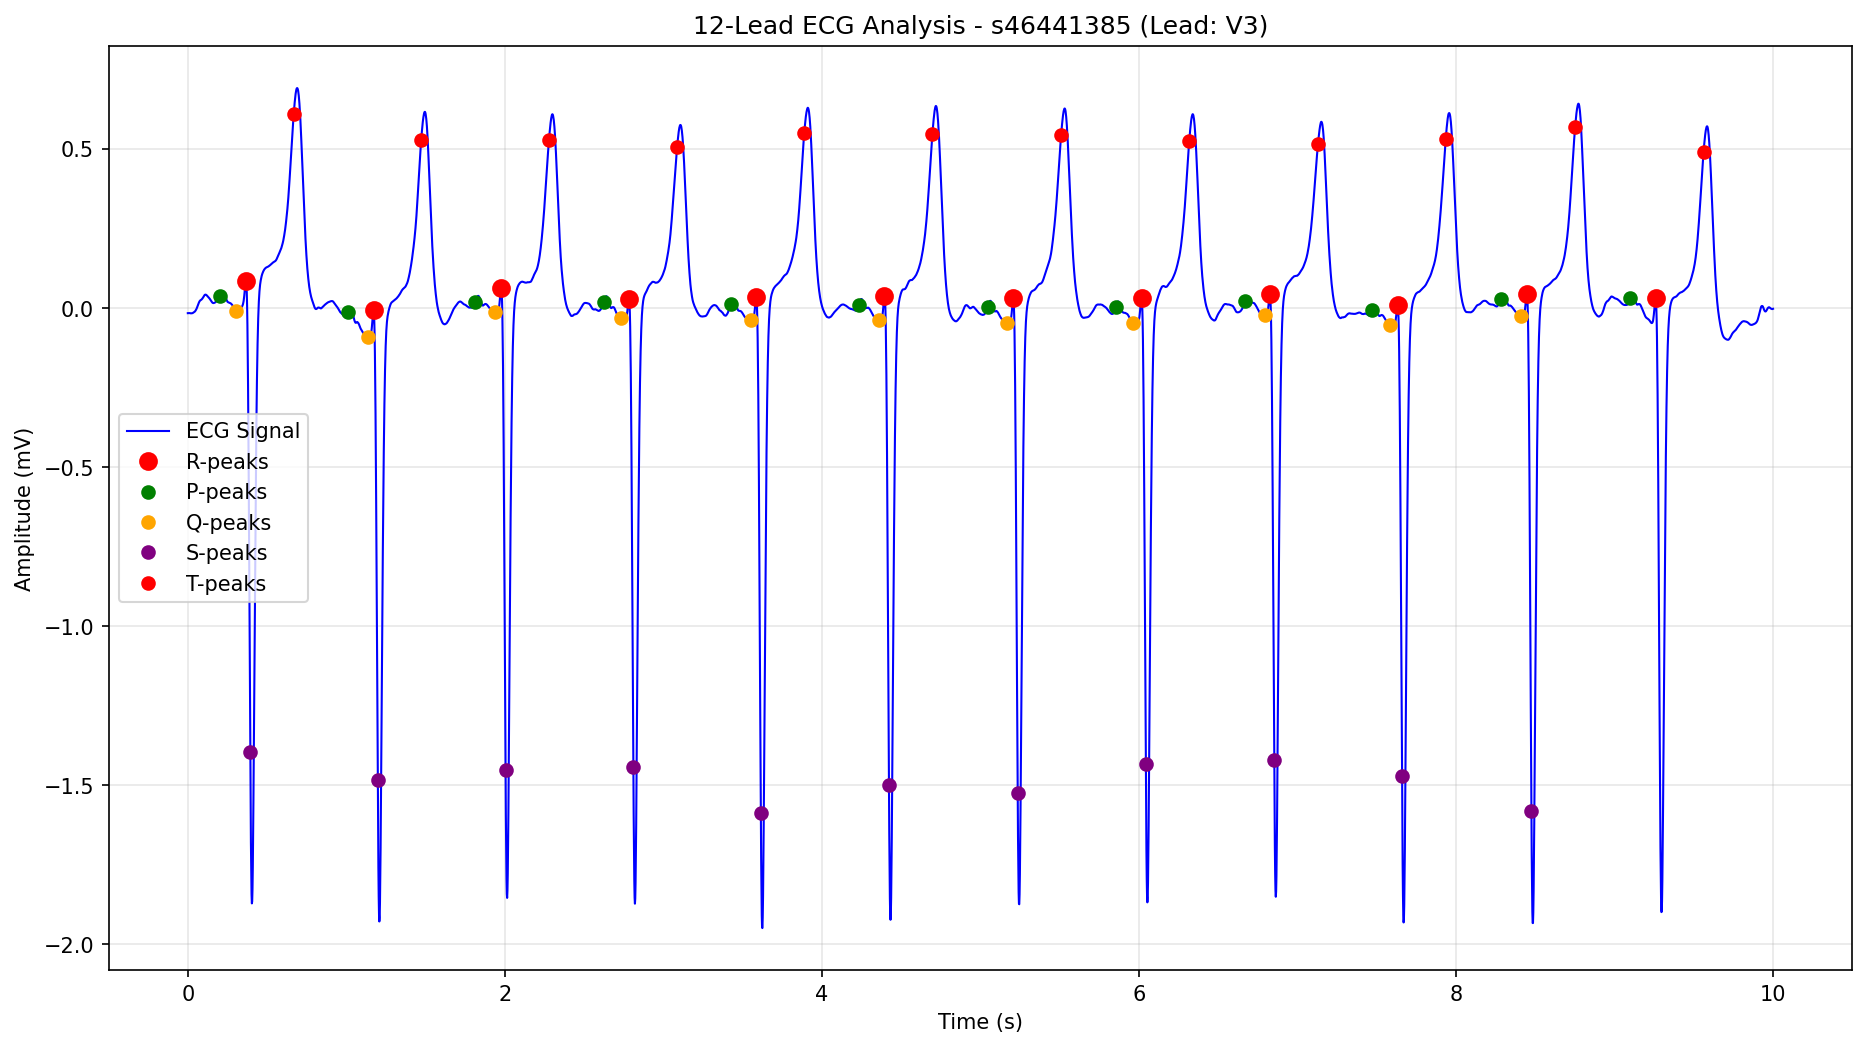 12-Lead ECG Analysis - s46441385 (Lead: V3)
Amplitude (mV)
0.5
0.0
−0.5
−1.0
−1.5
−2.0
ECG Signal
R-peaks
P-peaks
Q-peaks
S-peaks
T-peaks
0 2 4 6 8 10
Time (s)